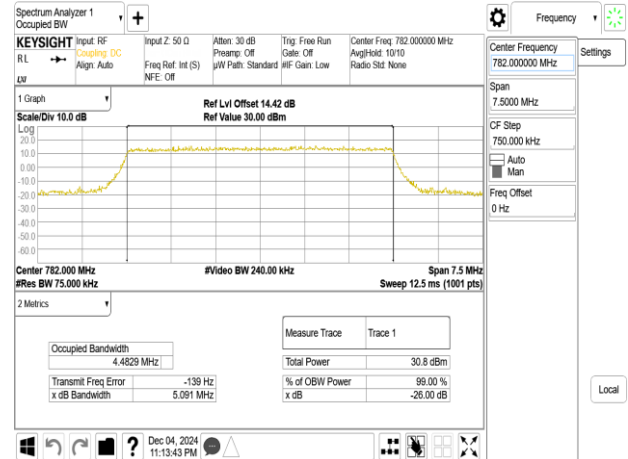 Spectrum Analyzer 1
Occupied BW
KEYSIGHT
RL
LXI
Input: RF
Coupling: DC
Align: Auto
Input Z: 50 Ω
Freq Ref: Int (S)
NFE: Off
Atten: 30 dB
Preamp: Off
µW Path: Standard
Trig: Free Run
Gate: Off
#IF Gain: Low
Center Freq: 782.000000 MHz
Avg|Hold: 10/10
Radio Std: None
Frequency
Settings
Center Frequency
782.000000 MHz
Span
7.5000 MHz
CF Step
750.000 kHz
Auto
Man
Freq Offset
0 Hz
Local
1 Graph
Scale/Div 10.0 dB
Ref Lvl Offset 14.42 dB
Ref Value 30.00 dBm
Log
20.0
10.0
0.00
-10.0
-20.0
-30.0
-40.0
-50.0
-60.0
Center 782.000 MHz
#Video BW 240.00 kHz
Span 7.5 MHz
#Res BW 75.000 kHz
Sweep 12.5 ms (1001 pts)
2 Metrics
Measure Trace Trace 1
Occupied Bandwidth
4.4829 MHz
Total Power 30.8 dBm
Transmit Freq Error -139 Hz
% of OBW Power 99.00 %
x dB Bandwidth 5.091 MHz
x dB -26.00 dB
?
Dec 04, 2024
11:13:43 PM